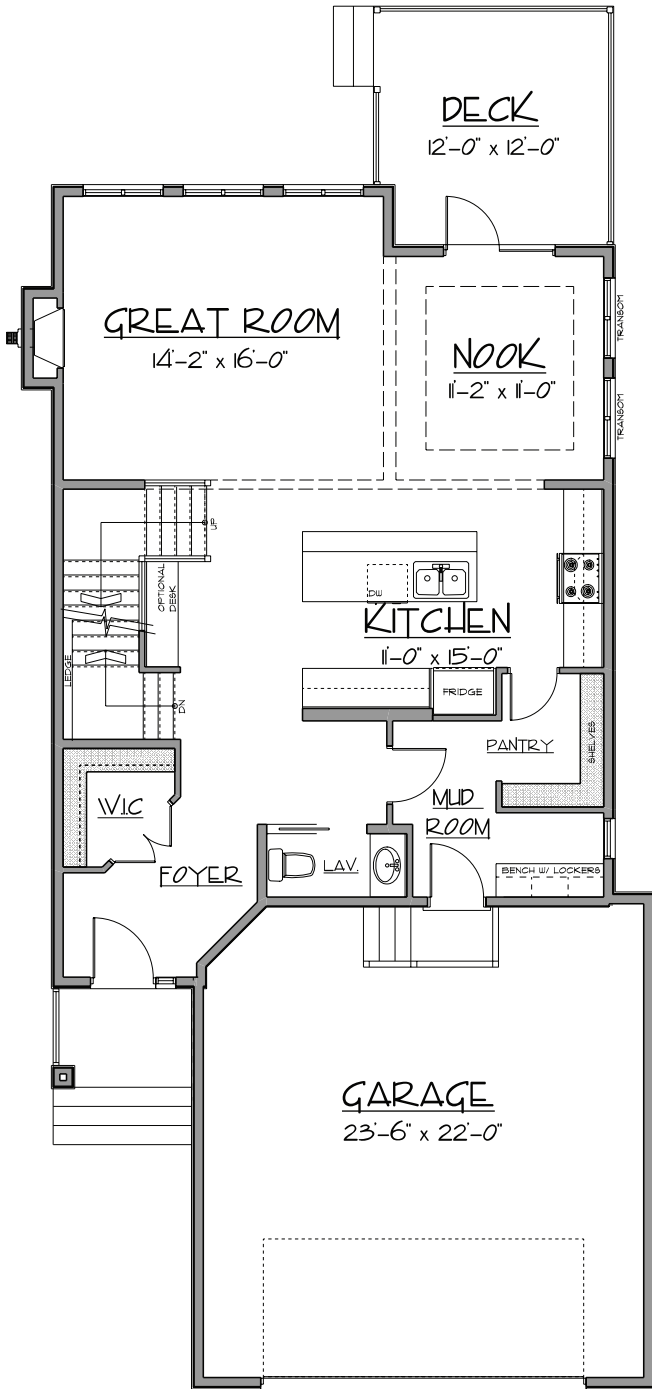 DECK
12'-0" x 12'-0"
GREAT ROOM
14'-2" x 16'-0"
TRANSOM
NOOK
11'-2" x 11'-0"
TRANSOM
UP
OPTIONAL
DESK
DW
KITCHEN
11'-0" x 15'-0"
LEDGE
FRIDGE
DN
PANTRY
SHELVES
W.I.C
MUD
ROOM
FOYER
LAV.
BENCH W/ LOCKERS
GARAGE
23'-6" x 22'-0"